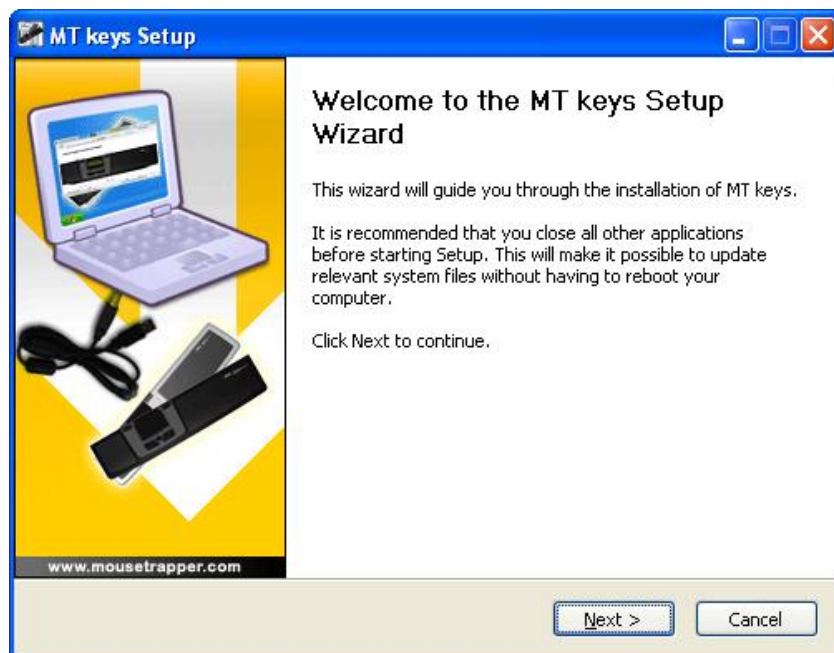 MT keys Setup
Welcome to the MT keys Setup
Wizard
This wizard will guide you through the installation of MT keys.
It is recommended that you close all other applications
before starting Setup. This will make it possible to update
relevant system files without having to reboot your
computer.
Click Next to continue.
www.mousetrapper.com
Next >
Cancel